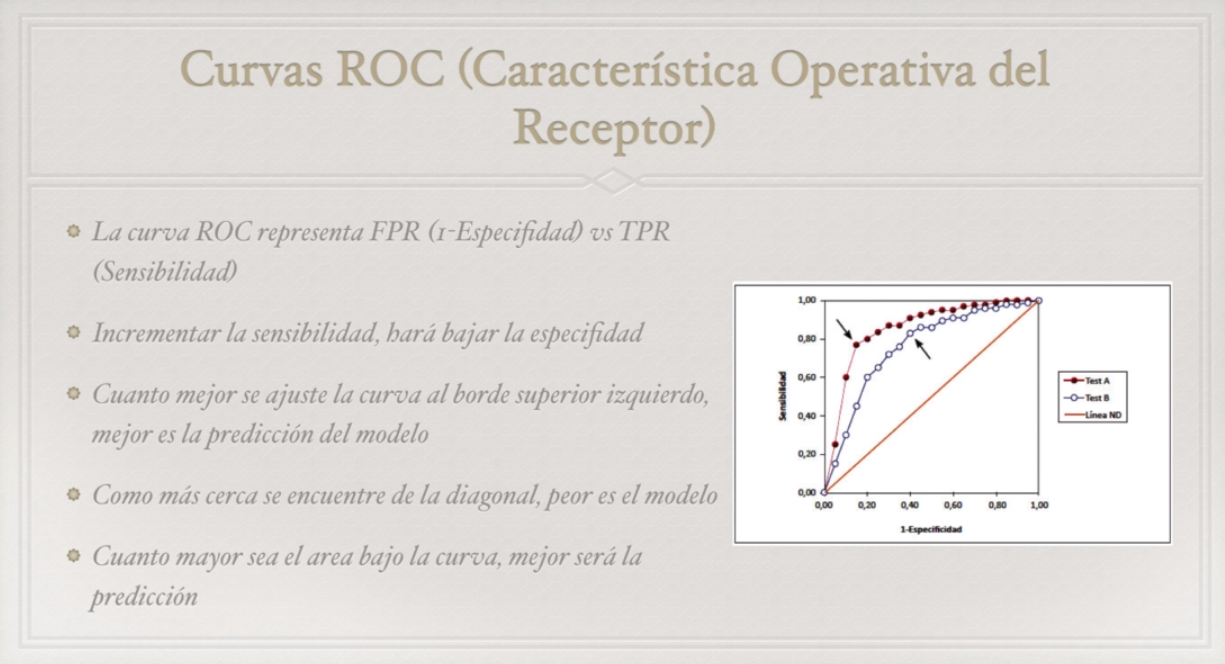 Curvas ROC (Característica Operativa del
Receptor)
La curva ROC representa FPR (1-Especifidad) vs TPR
(Sensibilidad)
Incrementar la sensibilidad, hará bajar la especifidad
Cuanto mejor se ajuste la curva al borde superior izquierdo,
mejor es la predicción del modelo
Como más cerca se encuentre de la diagonal, peor es el modelo
Cuanto mayor sea el area bajo la curva, mejor será la
predicción
1,00
0,80
0,60
0,40
0,20
0,00
Sensibilidad
0,00 0,20 0,40 0,60 0,80 1,00
1-Especificidad
Test A
Test B
Línea ND